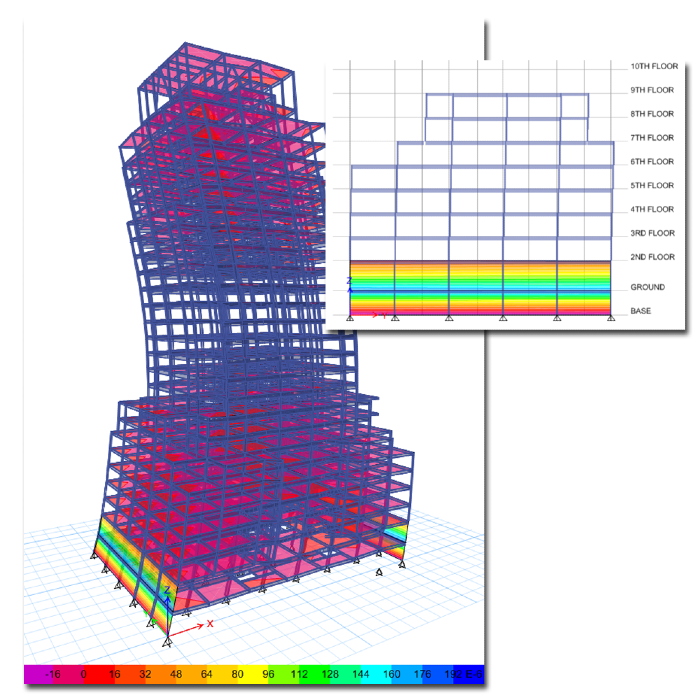 10TH FLOOR
9TH FLOOR
8TH FLOOR
7TH FLOOR
6TH FLOOR
5TH FLOOR
4TH FLOOR
3RD FLOOR
2ND FLOOR
Z
GROUND
BASE
Y
Z
X
-16 0 16 32 48 64 80 96 112 128 144 160 176 192 E-3